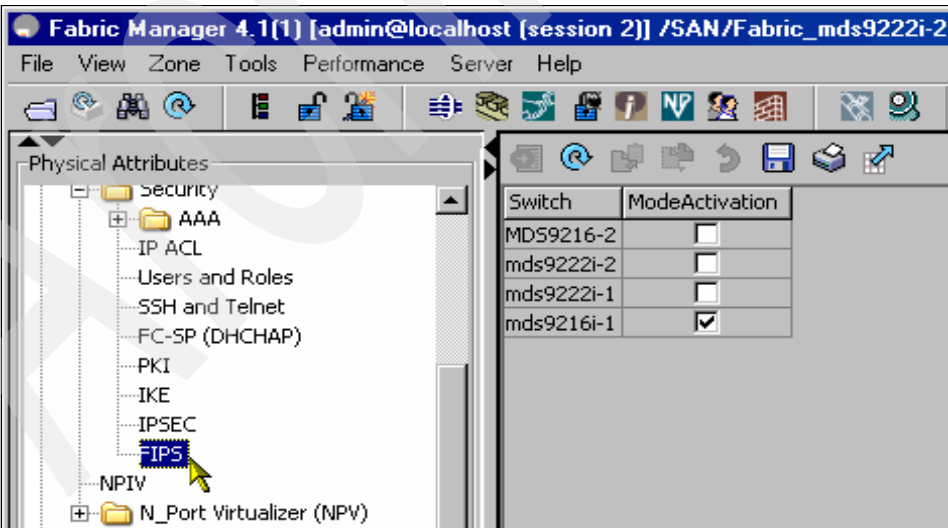 Fabric Manager 4.1(1) [admin@localhost (session 2)] /SAN/Fabric_mds9222i-2
File View Zone Tools Performance Server Help
Physical Attributes
Security
AAA
IP ACL
Users and Roles
SSH and Telnet
FC-SP (DHCHAP)
PKI
IKE
IPSEC
FIPS
NPIV
N_Port Virtualizer (NPV)
Switch ModeActivation
MDS9216-2
mds9222i-2
mds9222i-1
mds9216i-1